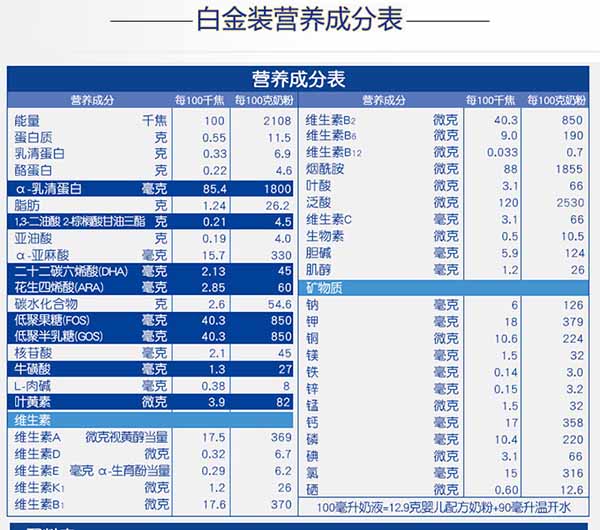 白金装营养成分表
营养成分表
营养成分 每100千焦 每100克奶粉
能量 千焦 100 2108
蛋白质 克 0.55 11.5
乳清蛋白 克 0.33 6.9
酪蛋白 克 0.22 4.6
α-乳清蛋白 毫克 85.4 1800
脂肪 克 1.24 26.2
1,3-二油酸 2-棕榈酸甘油三酯 克 0.21 4.5
亚油酸 克 0.19 4.0
α-亚麻酸 毫克 15.7 330
二十二碳六烯酸(DHA) 毫克 2.13 45
花生四烯酸(ARA) 毫克 2.85 60
碳水化合物 克 2.6 54.6
低聚果糖(FOS) 毫克 40.3 850
低聚半乳糖(GOS) 毫克 40.3 850
核苷酸 毫克 2.1 45
牛磺酸 毫克 1.3 27
L-肉碱 毫克 0.38 8
叶黄素 微克 3.9 82
维生素
维生素A 微克视黄醇当量 17.5 369
维生素D 微克 0.32 6.7
维生素E 毫克 α-生育酚当量 0.29 6.2
维生素K1 微克 1.2 26
维生素B1 微克 17.6 370
营养成分 每100千焦 每100克奶粉
维生素B2 微克 40.3 850
维生素B6 微克 9.0 190
维生素B12 微克 0.033 0.7
烟酰胺 微克 88 1855
叶酸 微克 3.1 66
泛酸 微克 120 2530
维生素C 毫克 3.1 66
生物素 微克 0.5 10.5
胆碱 毫克 5.9 124
肌醇 毫克 1.2 26
矿物质
钠 毫克 6 126
钾 毫克 18 379
铜 微克 10.6 224
镁 毫克 1.5 32
铁 毫克 0.14 3.0
锌 毫克 0.15 3.2
锰 微克 1.5 32
钙 毫克 17 358
磷 毫克 10.4 220
碘 微克 3.1 66
氯 毫克 15 316
硒 微克 0.60 12.6
100毫升奶液=12.9克婴儿配方奶粉+90毫升温开水